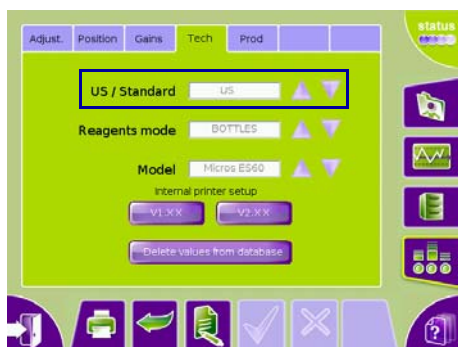 status
Adjust. Position Gains Tech Prod
US / Standard US
Reagents mode BOTTLES
Model Micros ES60
Internal printer setup
V1.XX V2.XX
Delete values from database